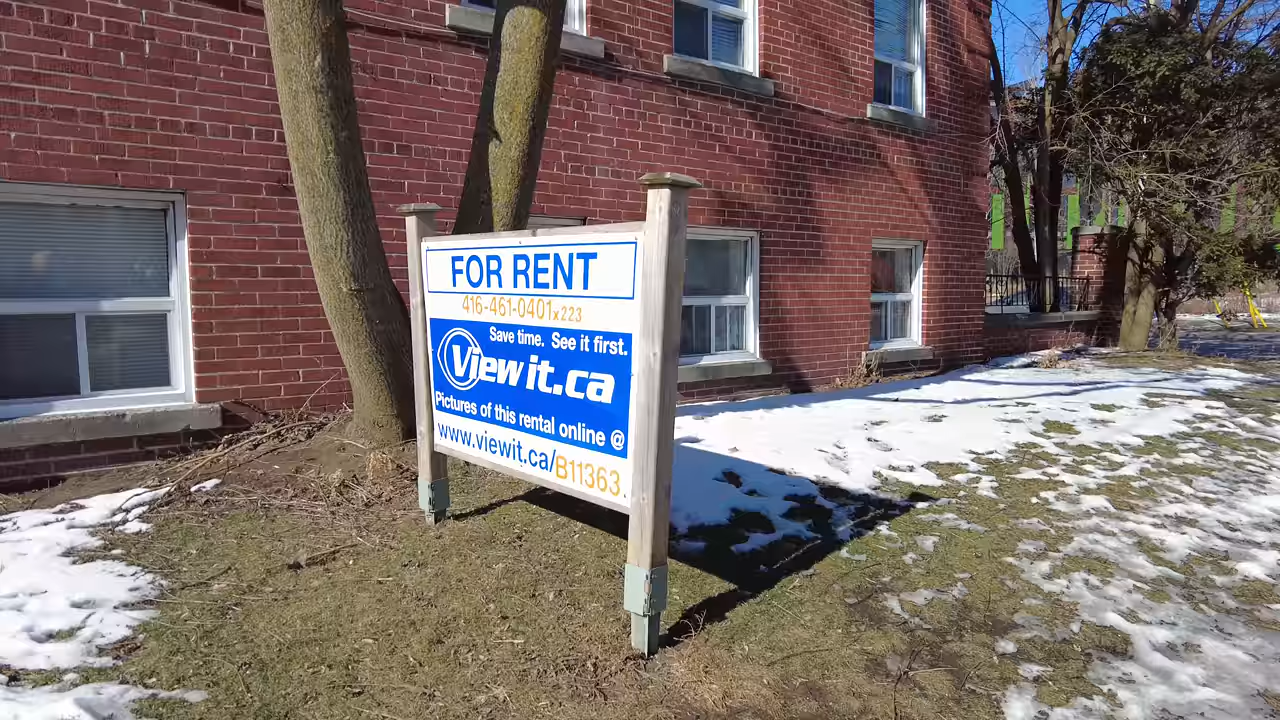 FOR RENT
416-461-0401x223
Save time. See it first.
Viewit.ca
Pictures of this rental online @
www.viewit.ca/B11363